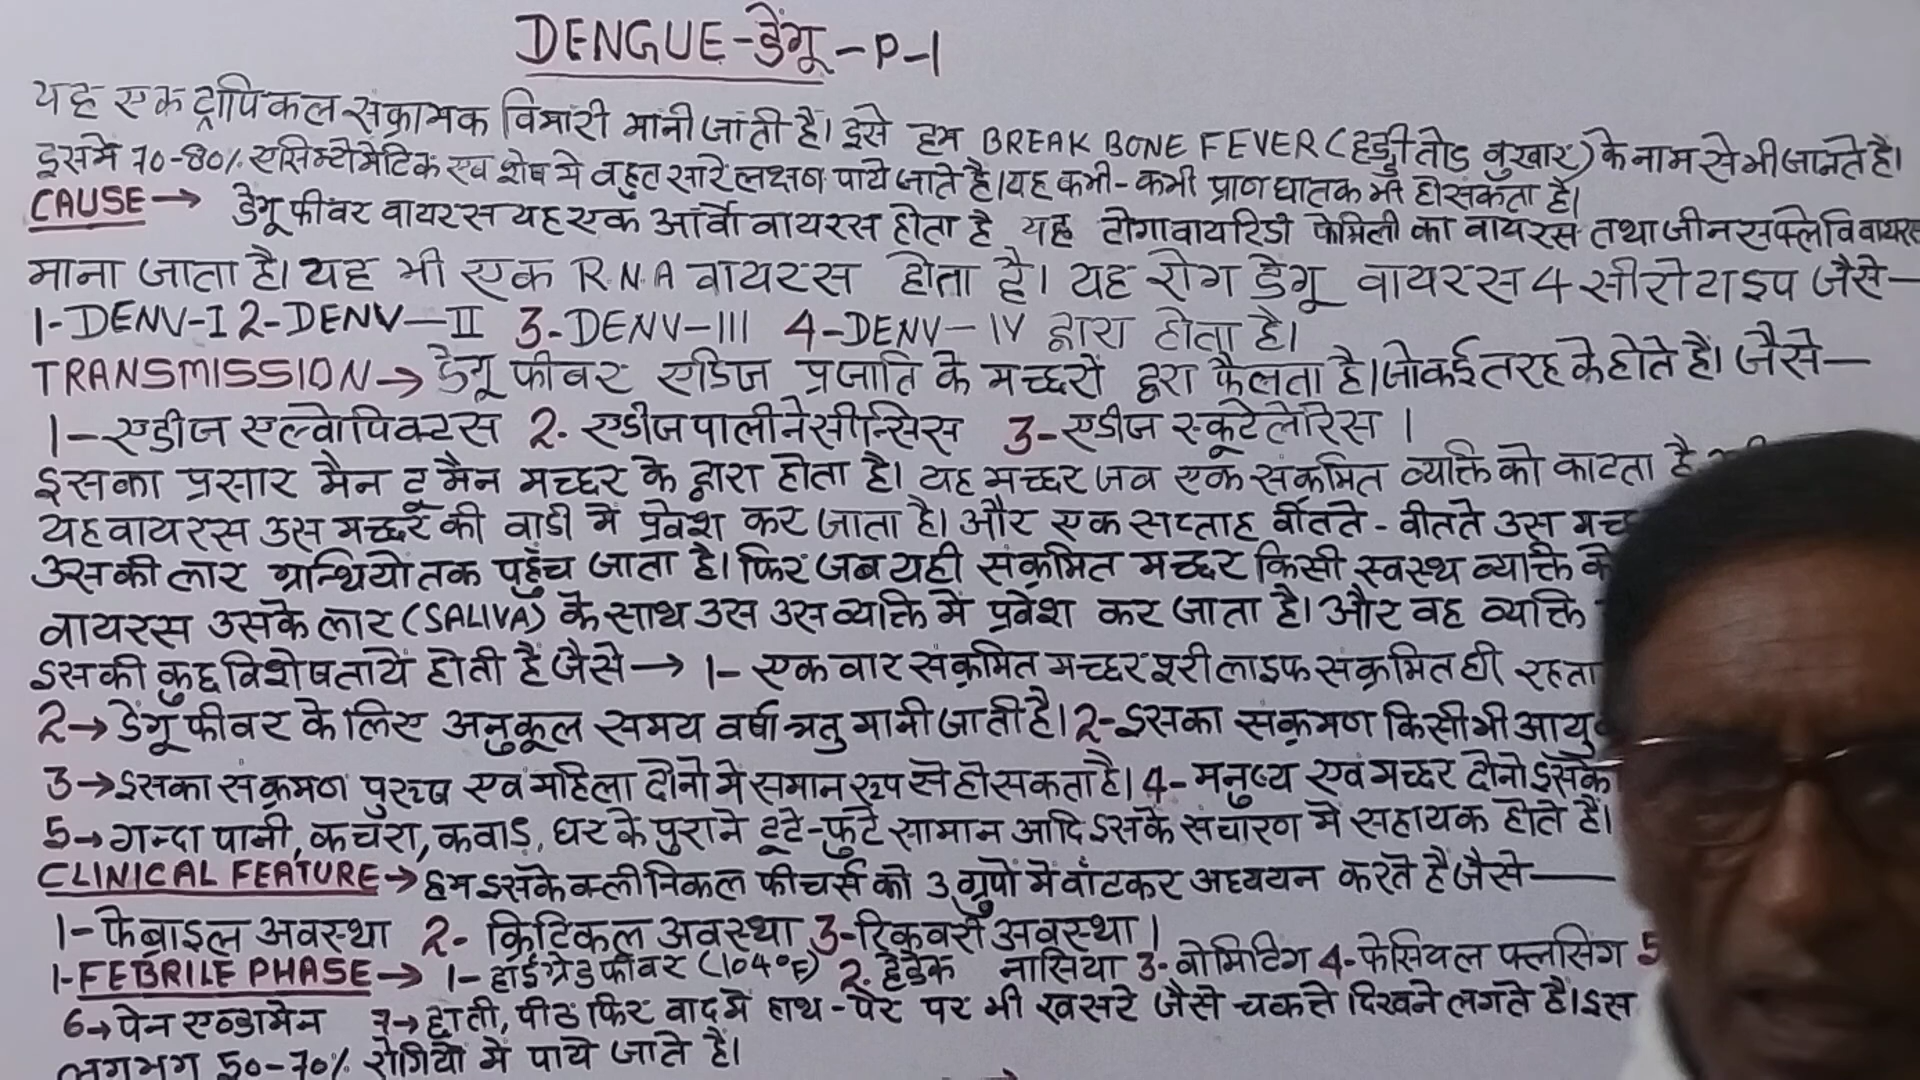 DENGUE-डेंगू-P-1
यह एक ट्रापिकल संक्रामक विमारी मानी जाती है। इसे हम BREAK BONE FEVER (हड्डी तोड वुखार) के नाम से भी जानते है।
इसमे 70-80% एसिम्टोमेटिक एव शेष मे वहुत सारे लक्षण पाये जाते है। यह कभी-कभी प्राण घातक भी हो सकता है।
CAUSE→ डेंगू फीवर वायरस यह एक आर्वो वायरस होता है यह टोगावायरिडी फेमिली का वायरस तथा जीनस फ्लेविवायरस
माना जाता है। यह भी एक R.N.A वायरस होता है। यह रोग डेंगू वायरस 4 सीरोटाइप जैसे—
1-DENV-I 2-DENV-II 3-DENV-III 4-DENV-IV द्वारा होता है।
TRANSMISSION→ डेंगू फीवर एडिज प्रजाति के मच्छरों द्वारा फैलता है। जो कई तरह के होते है। जैसे—
1-एडीज एल्वोपिक्टस 2-एडीज पालीनेसीन्सिस 3-एडीज स्कूटेलेरिस।
इसका प्रसार मैन टू मैन मच्छर के द्वारा होता है। यह मच्छर जव एक संक्रमित व्यक्ति को काटता है
यह वायरस उस मच्छर की वाडी में प्रवेश कर जाता है। और एक सप्ताह वीतते-वीतते उस
उसकी लार ग्रन्थियो तक पहुँच जाता है। फिर जब यही संक्रमित मच्छर किसी स्वस्थ व्यक्ति
वायरस उसके लार (SALIVA) के साथ उस उस व्यक्ति में प्रवेश कर जाता है। और वह व्यक्ति
इसकी कुछ विशेषतायें होती हैं जैसे→ 1-एक वार संक्रमित मच्छर पूरी लाइफ संक्रमित ही रहता
2→डेंगू फीवर के लिए अनुकूल समय वर्षा ऋतु मानी जाती है। 2-इसका संक्रमण किसी भी आयु
3→इसका संक्रमण पुरुष एवं महिला दोनो मे समान रूप से हो सकता है। 4-मनुष्य एवं मच्छर दोनो इसके
5→गन्दा पानी, कचरा, कवाड, घर के पुराने टूटे-फुटे सामान आदि इसके संचारण में सहायक होते हैं।
CLINICAL FEATURE→ हम इसके क्लीनिकल फीचर्स को 3 ग्रुपों में वाँटकर अध्ययन करते है जैसे—
1-फेब्राइल अवस्था 2-क्रिटिकल अवस्था 3-रिकवरी अवस्था।
1-FEBRILE PHASE→ 1-हाई ग्रेड फीवर (104°F) 2-हैडेक नासिया 3-वोमिटिंग 4-फेसियल फ्लसिंग 5
6→पेन एब्डामेन 7→छाती, पीठ फिर वाद मे हाथ-पैर पर भी खसरे जैसे चकत्ते दिखने लगते है। इस
लगभग 50-70% रोगियों में पाये जाते है।